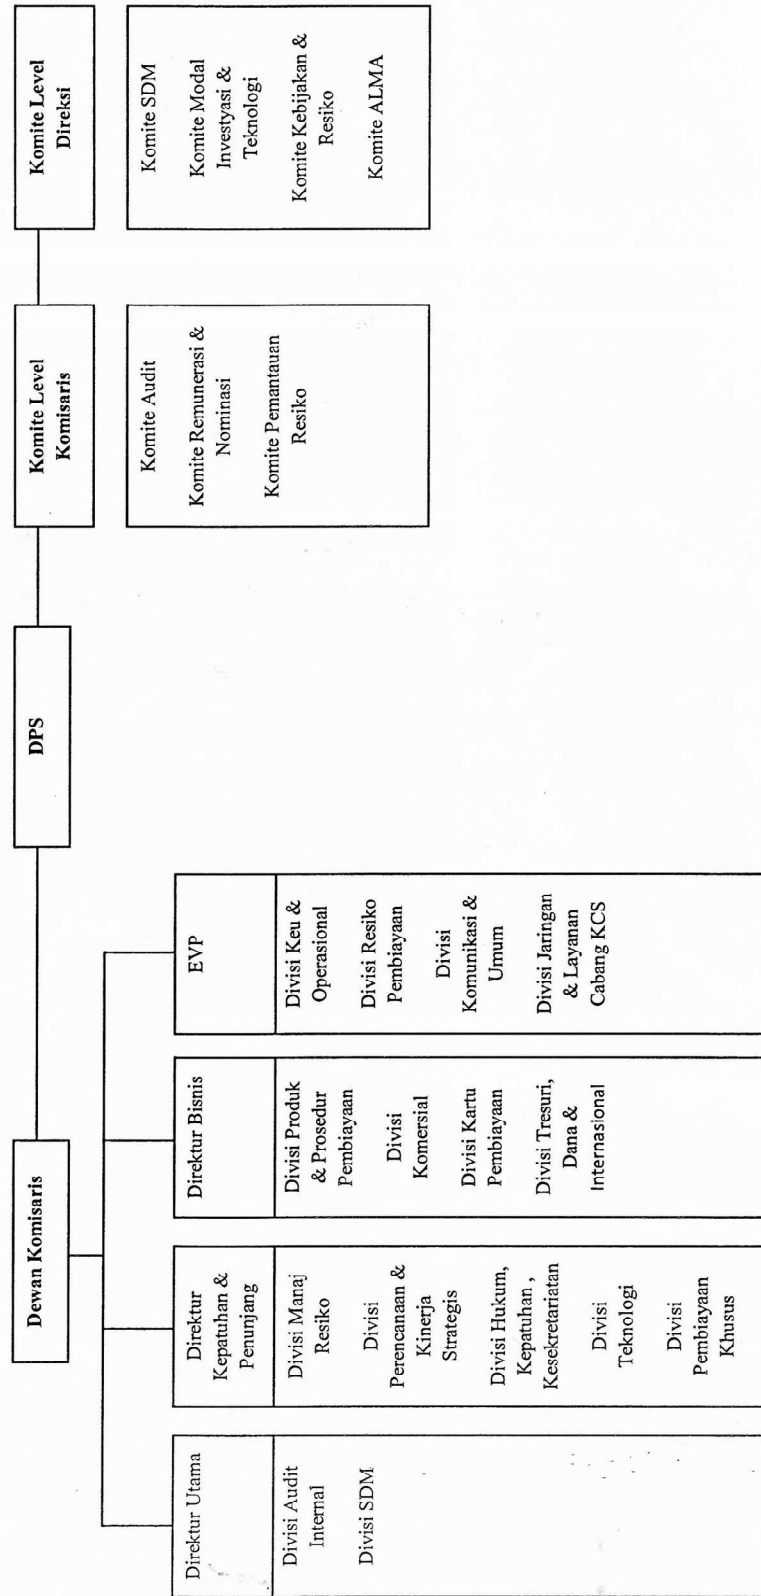 Dewan Komisaris
DPS
Komite Level
Komisaris
Komite Level
Direksi
Direktur Utama
Divisi Audit
Internal
Divisi SDM
Direktur
Kepatuhan &
Penunjang
Divisi Manaj
Resiko
Divisi
Perencanaan &
Kinerja
Strategis
Divisi Hukum,
Kepatuhan ,
Kesekretariatan
Divisi
Teknologi
Divisi
Pembiayaan
Khusus
Direktur Bisnis
Divisi Produk
& Prosedur
Pembiayaan
Divisi
Komersial
Divisi Kartu
Pembiayaan
Divisi Tresuri,
Dana &
Internasional
EVP
Divisi Keu &
Operasional
Divisi Resiko
Pembiayaan
Divisi
Komunikasi &
Umum
Divisi Jaringan
& Layanan
Cabang KCS
Komite Audit
Komite Remunerasi &
Nominasi
Komite Pemantauan
Resiko
Komite SDM
Komite Modal
Investyasi &
Teknologi
Komite Kebijakan &
Resiko
Komite ALMA